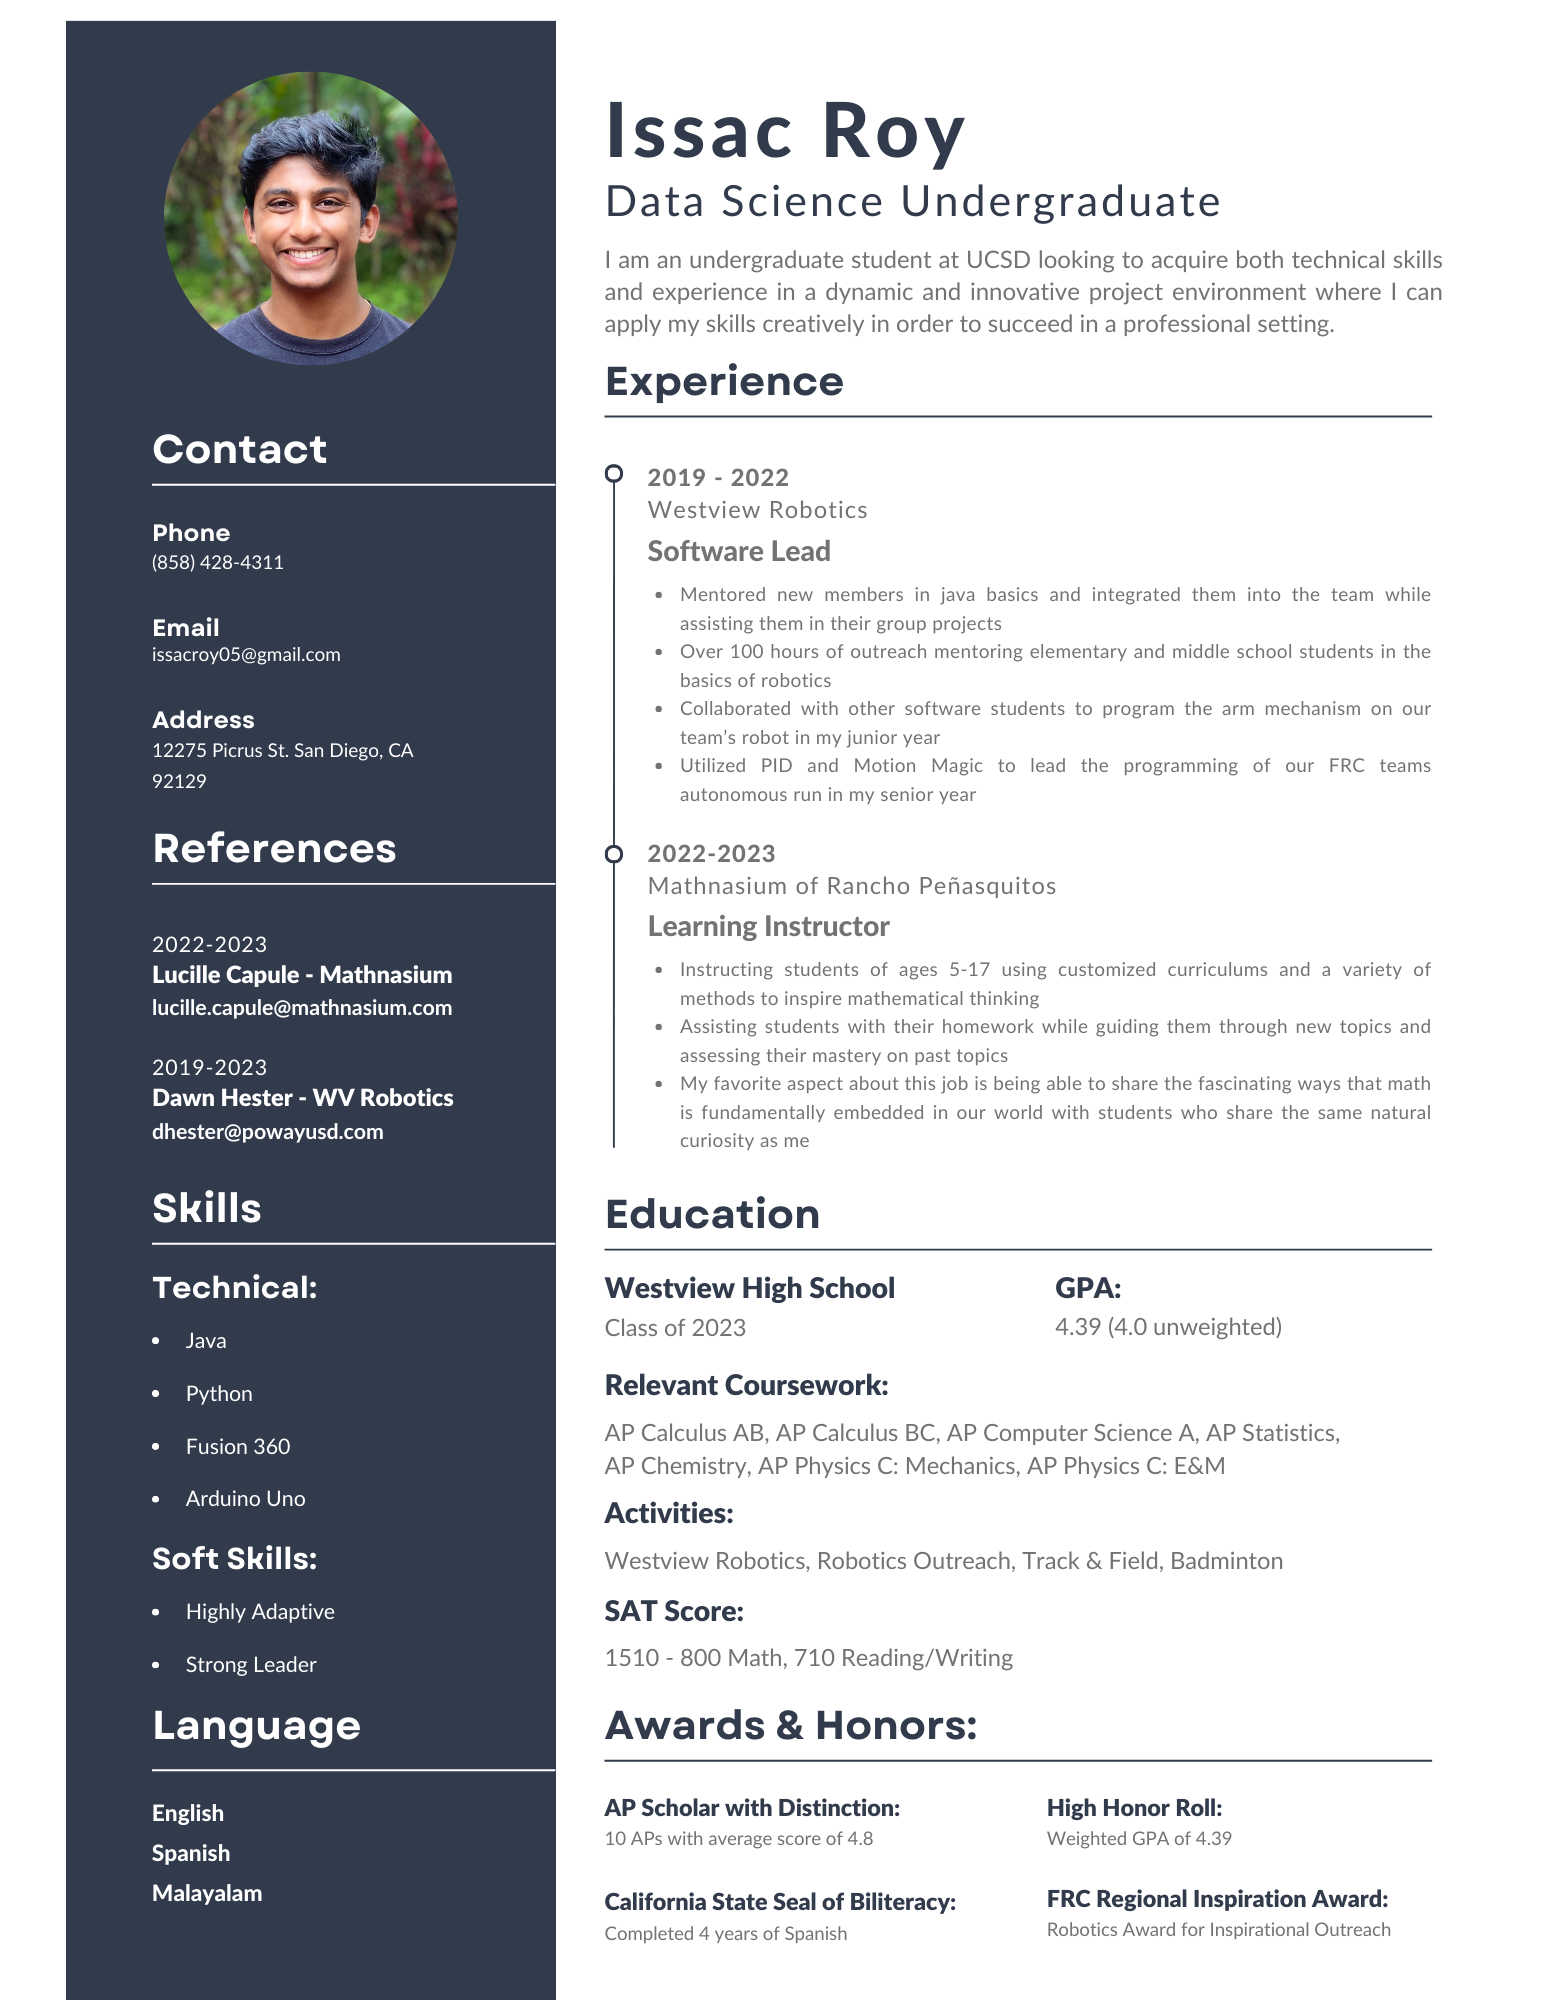 Issac Roy
Data Science Undergraduate
I am an undergraduate student at UCSD looking to acquire both technical skills
and experience in a dynamic and innovative project environment where I can
apply my skills creatively in order to succeed in a professional setting.
Contact
Phone
(858) 428-4311
Email
issacroy05@gmail.com
Address
12275 Picrus St. San Diego, CA
92129
References
2022-2023
Lucille Capule - Mathnasium
lucille.capule@mathnasium.com
2019-2023
Dawn Hester - WV Robotics
dhester@powayusd.com
Skills
Technical:
• Java
• Python
• Fusion 360
• Arduino Uno
Soft Skills:
• Highly Adaptive
• Strong Leader
Language
English
Spanish
Malayalam
Experience
2019 - 2022
Westview Robotics
Software Lead
• Mentored new members in java basics and integrated them into the team while
assisting them in their group projects
• Over 100 hours of outreach mentoring elementary and middle school students in the
basics of robotics
• Collaborated with other software students to program the arm mechanism on our
team’s robot in my junior year
• Utilized PID and Motion Magic to lead the programming of our FRC teams
autonomous run in my senior year
2022-2023
Mathnasium of Rancho Peñasquitos
Learning Instructor
• Instructing students of ages 5-17 using customized curriculums and a variety of
methods to inspire mathematical thinking
• Assisting students with their homework while guiding them through new topics and
assessing their mastery on past topics
• My favorite aspect about this job is being able to share the fascinating ways that math
is fundamentally embedded in our world with students who share the same natural
curiosity as me
Education
Westview High School
Class of 2023
GPA:
4.39 (4.0 unweighted)
Relevant Coursework:
AP Calculus AB, AP Calculus BC, AP Computer Science A, AP Statistics,
AP Chemistry, AP Physics C: Mechanics, AP Physics C: E&M
Activities:
Westview Robotics, Robotics Outreach, Track & Field, Badminton
SAT Score:
1510 - 800 Math, 710 Reading/Writing
Awards & Honors:
AP Scholar with Distinction:
10 APs with average score of 4.8
High Honor Roll:
Weighted GPA of 4.39
California State Seal of Biliteracy:
Completed 4 years of Spanish
FRC Regional Inspiration Award:
Robotics Award for Inspirational Outreach